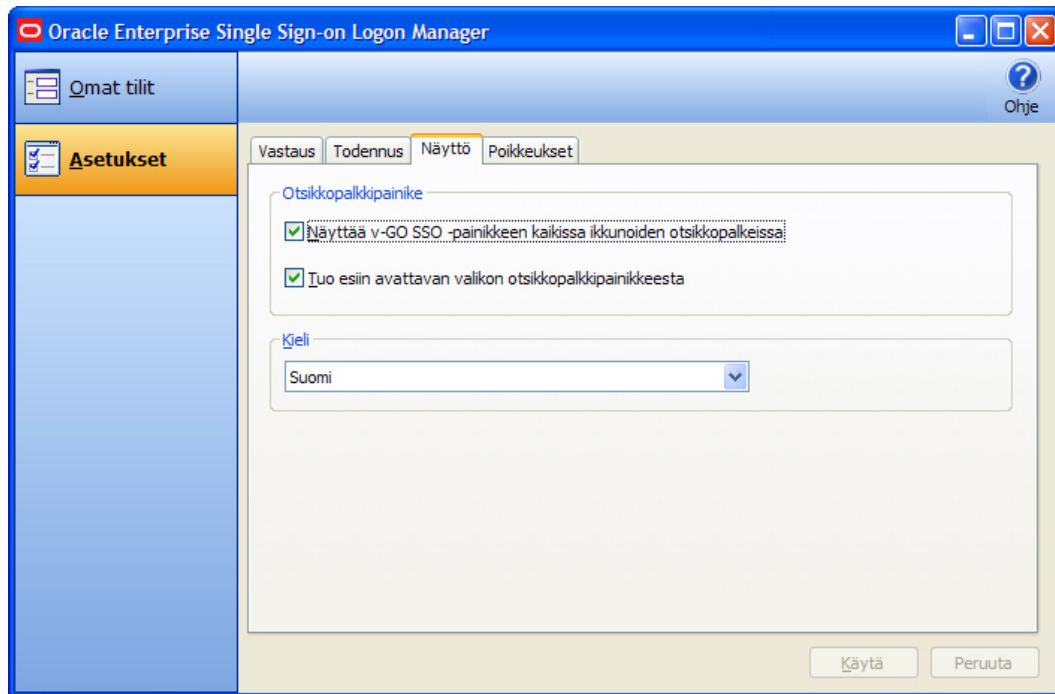 Oracle Enterprise Single Sign-on Logon Manager
Omat tilit
Ohje
Asetukset
Vastaus Todennus Näyttö Poikkeukset
Otsikkopalkkipainike
Näyttää v-GO SSO -painikkeen kaikissa ikkunoiden otsikkopalkeissa
Tuo esiin avattavan valikon otsikkopalkkipainikkeesta
Kieli
Suomi
Käytä Peruuta